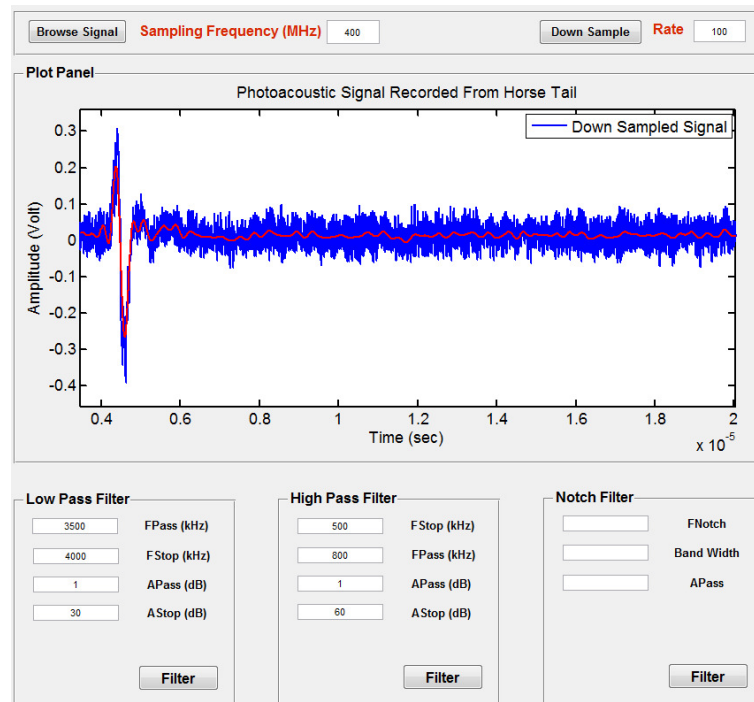 Browse Signal Sampling Frequency (MHz) 400 Down Sample Rate 100
Plot Panel
Photoacoustic Signal Recorded From Horse Tail
Down Sampled Signal
0.3
0.2
0.1
0
-0.1
-0.2
-0.3
-0.4
Amplitude (Volt)
0.4 0.6 0.8 1 1.2 1.4 1.6 1.8 2
Time (sec)
x 10⁻⁵
Low Pass Filter
3500 FPass (kHz)
4000 FStop (kHz)
1 APass (dB)
30 AStop (dB)
Filter
High Pass Filter
500 FStop (kHz)
800 FPass (kHz)
1 APass (dB)
60 AStop (dB)
Filter
Notch Filter
FNotch
Band Width
APass
Filter